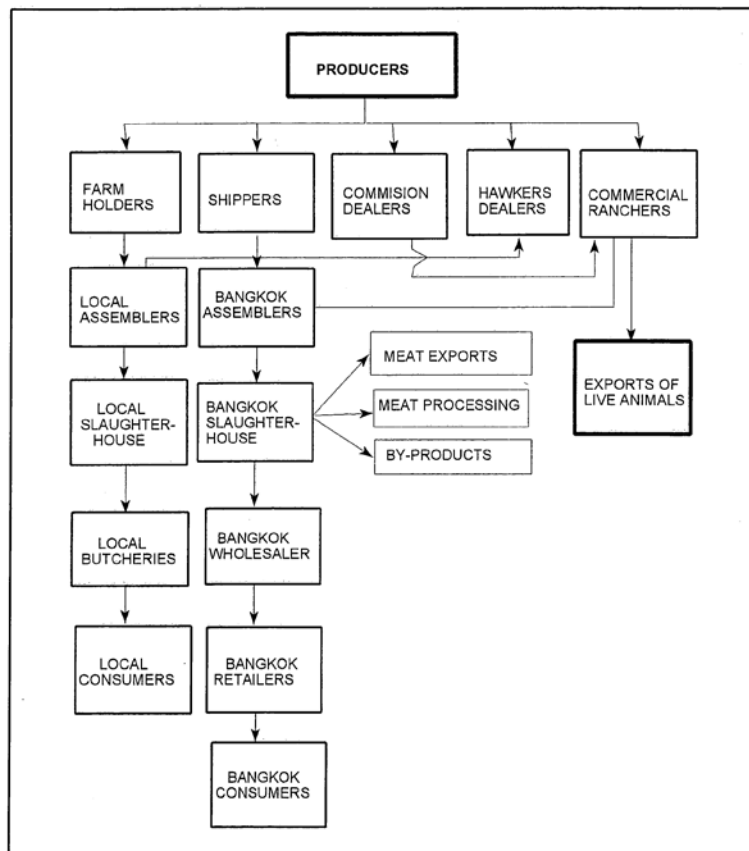 PRODUCERS
FARM
HOLDERS
SHIPPERS
COMMISION
DEALERS
HAWKERS
DEALERS
COMMERCIAL
RANCHERS
LOCAL
ASSEMBLERS
BANGKOK
ASSEMBLERS
MEAT EXPORTS
MEAT PROCESSING
BY-PRODUCTS
EXPORTS OF
LIVE ANIMALS
LOCAL
SLAUGHTER-
HOUSE
BANGKOK
SLAUGHTER-
HOUSE
LOCAL
BUTCHERIES
BANGKOK
WHOLESALER
LOCAL
CONSUMERS
BANGKOK
RETAILERS
BANGKOK
CONSUMERS